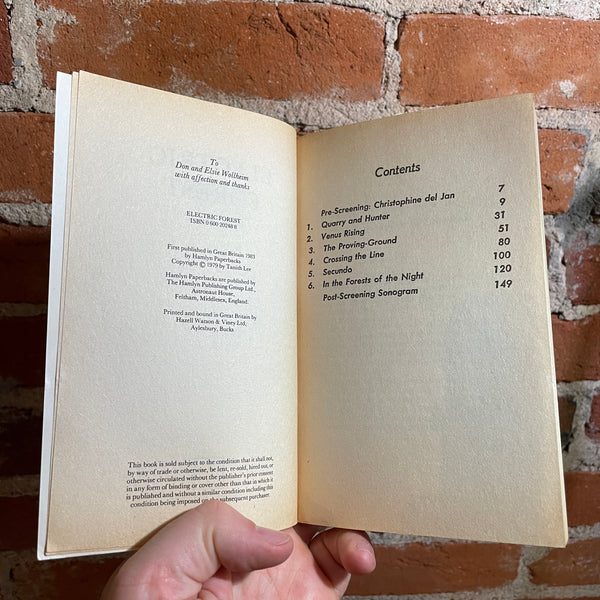 To
Don and Elsie Wollheim
with affection and thanks
ELECTRIC FOREST
ISBN 0 600 20248 8
First published in Great Britain 1983
by Hamlyn Paperbacks
Copyright © 1979 by Tanith Lee
Hamlyn Paperbacks are published by
The Hamlyn Publishing Group Ltd.,
Astronaut House,
Feltham, Middlesex, England.
Printed and bound in Great Britain by
Hazell Watson & Viney Ltd,
Aylesbury, Bucks
This book is sold subject to the condition that it shall not,
by way of trade or otherwise, be lent, re-sold, hired out, or
otherwise circulated without the publisher's prior consent
in any form of binding or cover other than that in which it
is published and without a similar condition including this
condition being imposed on the subsequent purchaser.
Contents
Pre-Screening: Christophine del Jan 7
1. Quarry and Hunter 9
2. Venus Rising 31
3. The Proving-Ground 51
4. Crossing the Line 80
5. Secundo 100
6. In the Forests of the Night 120
Post-Screening Sonogram 149